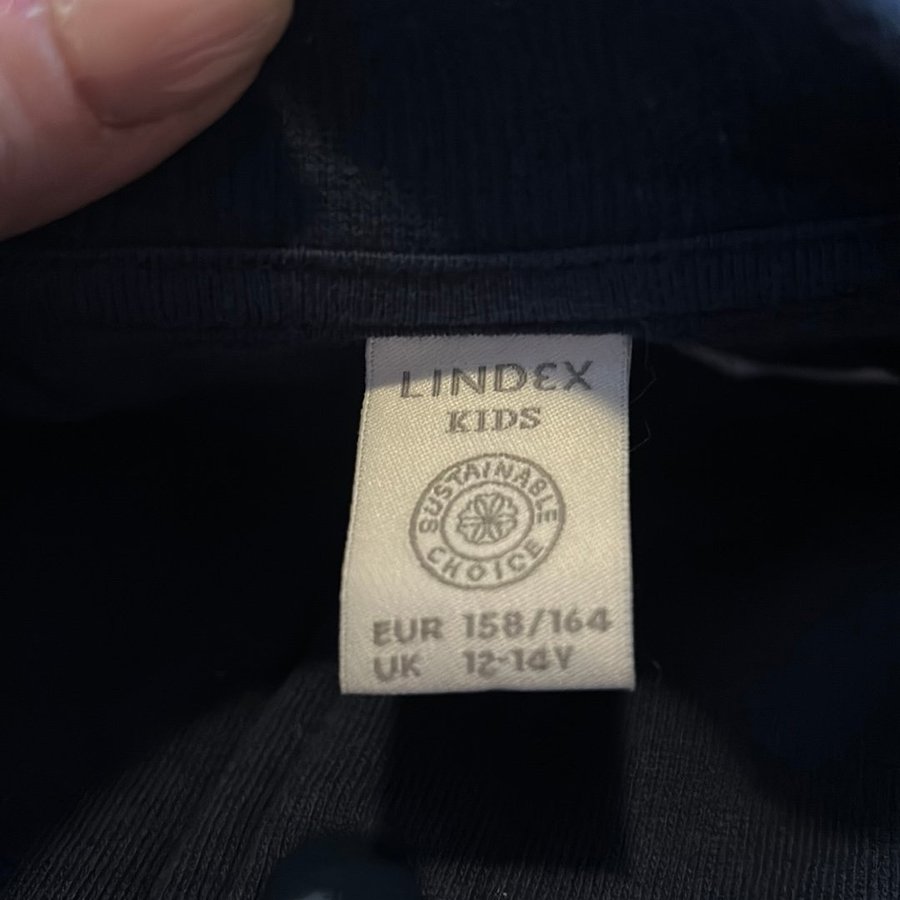 LINDEX
KIDS
SUSTAINABLE
CHOICE
EUR 158/164
UK 12-14Y